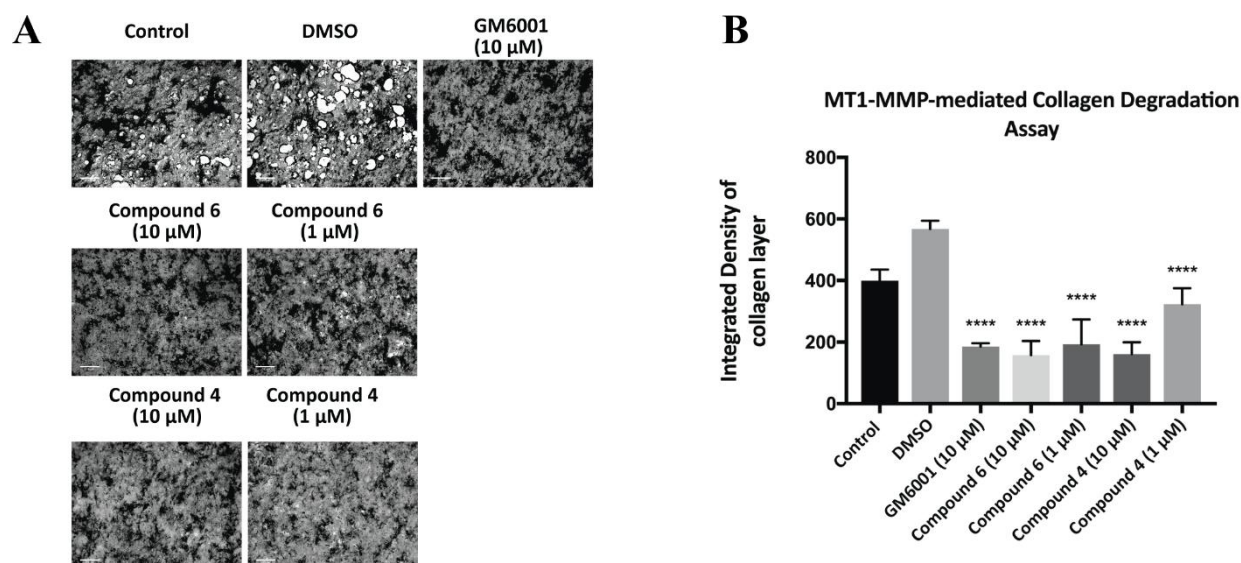 A
Control
DMSO
GM6001
(10 μM)
Compound 6
(10 μM)
Compound 6
(1 μM)
Compound 4
(10 μM)
Compound 4
(1 μM)
B
MT1-MMP-mediated Collagen Degradation
Assay
Integrated Density of
collagen layer
800
600
400
200
0
****
****
****
****
****
Control
DMSO
GM6001 (10 μM)
Compound 6 (10 μM)
Compound 6 (1 μM)
Compound 4 (10 μM)
Compound 4 (1 μM)